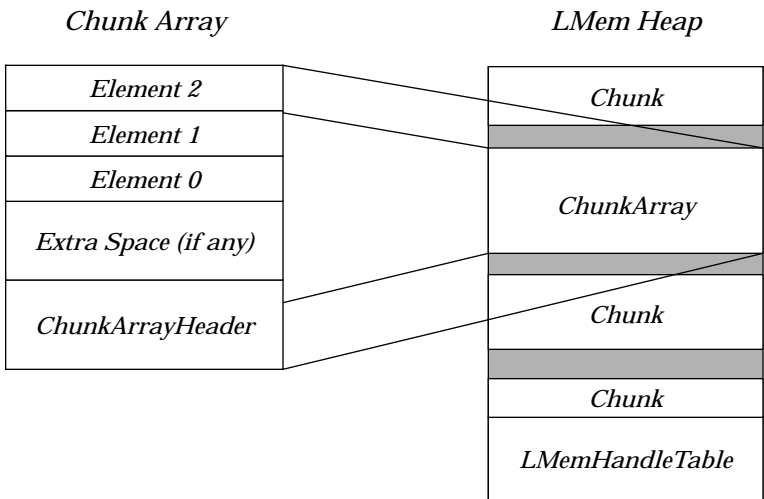 Chunk Array
Element 2
Element 1
Element 0
Extra Space (if any)
ChunkArrayHeader
LMem Heap
Chunk
ChunkArray
Chunk
Chunk
LMemHandleTable